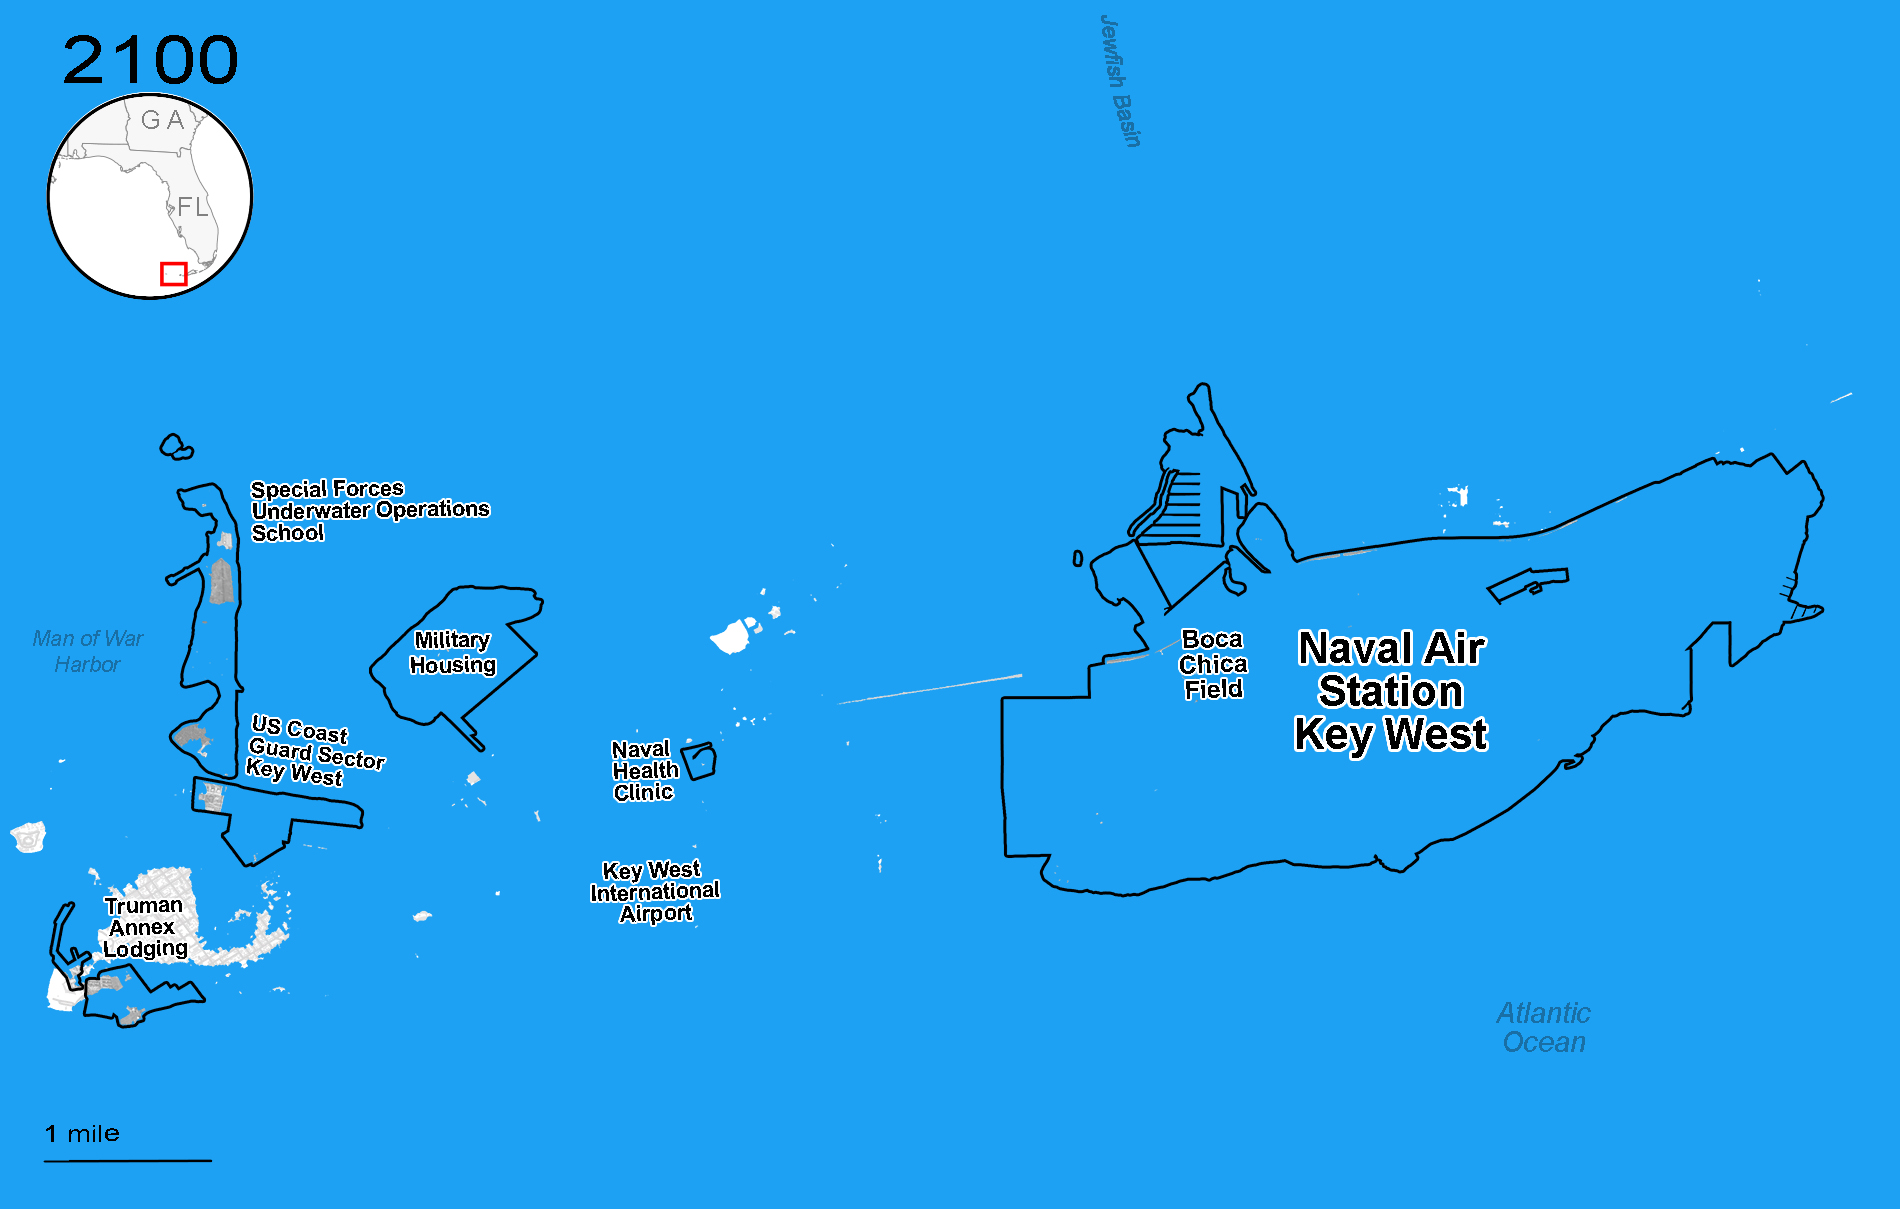 2100
GA
FL
Jewfish Basin
Special Forces
Underwater Operations
School
Man of War
Harbor
Military
Housing
Boca
Chica
Field
Naval Air
Station
Key West
US Coast
Guard Sector
Key West
Naval
Health
Clinic
Key West
International
Airport
Truman
Annex
Lodging
Atlantic
Ocean
1 mile